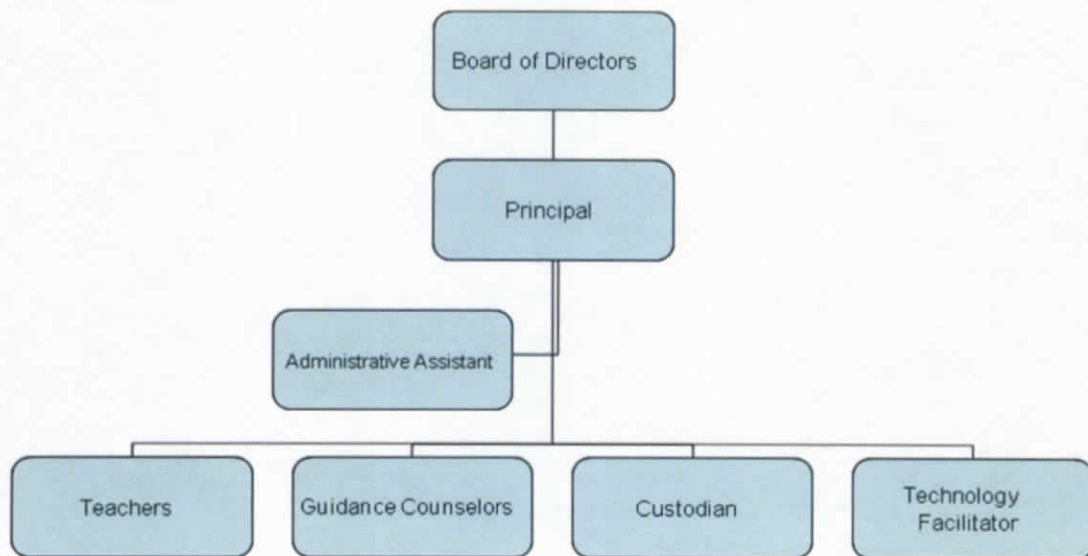 Board of Directors
Principal
Administrative Assistant
Teachers
Guidance Counselors
Custodian
Technology
Facilitator